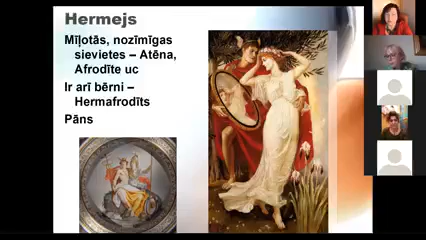 Hermejs
Mīļotās, nozīmīgas
sievietes – Atēna,
Afrodīte uc
Ir arī bērni –
Hermafrodīts
Pāns